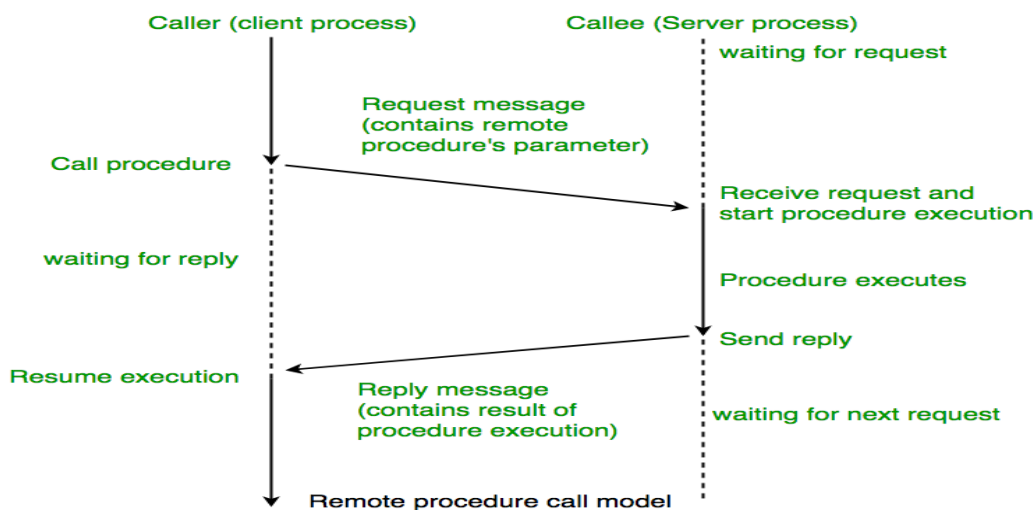 Caller (client process)
Callee (Server process)
waiting for request
Request message
(contains remote
procedure's parameter)
Call procedure
Receive request and
start procedure execution
waiting for reply
Procedure executes
Send reply
Resume execution
Reply message
(contains result of
procedure execution)
waiting for next request
Remote procedure call model